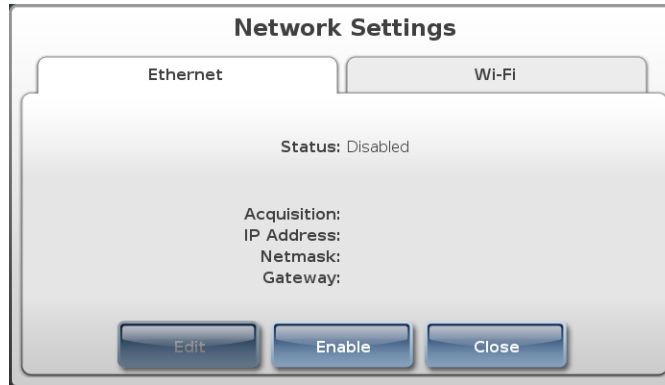 Network Settings
Ethernet
Wi-Fi
Status: Disabled
Acquisition:
IP Address:
Netmask:
Gateway:
Edit
Enable
Close